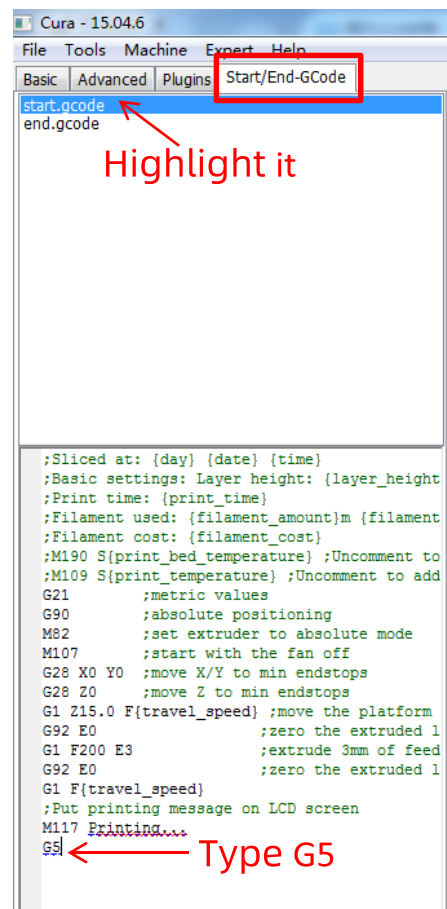 Cura - 15.04.6
File Tools Machine Expert Help
Basic Advanced Plugins Start/End-GCode
start.gcode
end.gcode
Highlight it
;Sliced at: {day} {date} {time}
;Basic settings: Layer height: {layer_height
;Print time: {print_time}
;Filament used: {filament_amount}m {filament
;Filament cost: {filament_cost}
;M190 S{print_bed_temperature} ;Uncomment to
;M109 S{print_temperature} ;Uncomment to add
G21 ;metric values
G90 ;absolute positioning
M82 ;set extruder to absolute mode
M107 ;start with the fan off
G28 X0 Y0 ;move X/Y to min endstops
G28 Z0 ;move Z to min endstops
G1 Z15.0 F{travel_speed} ;move the platform
G92 E0 ;zero the extruded l
G1 F200 E3 ;extrude 3mm of feed
G92 E0 ;zero the extruded l
G1 F{travel_speed}
;Put printing message on LCD screen
M117 Printing...
G5
Type G5